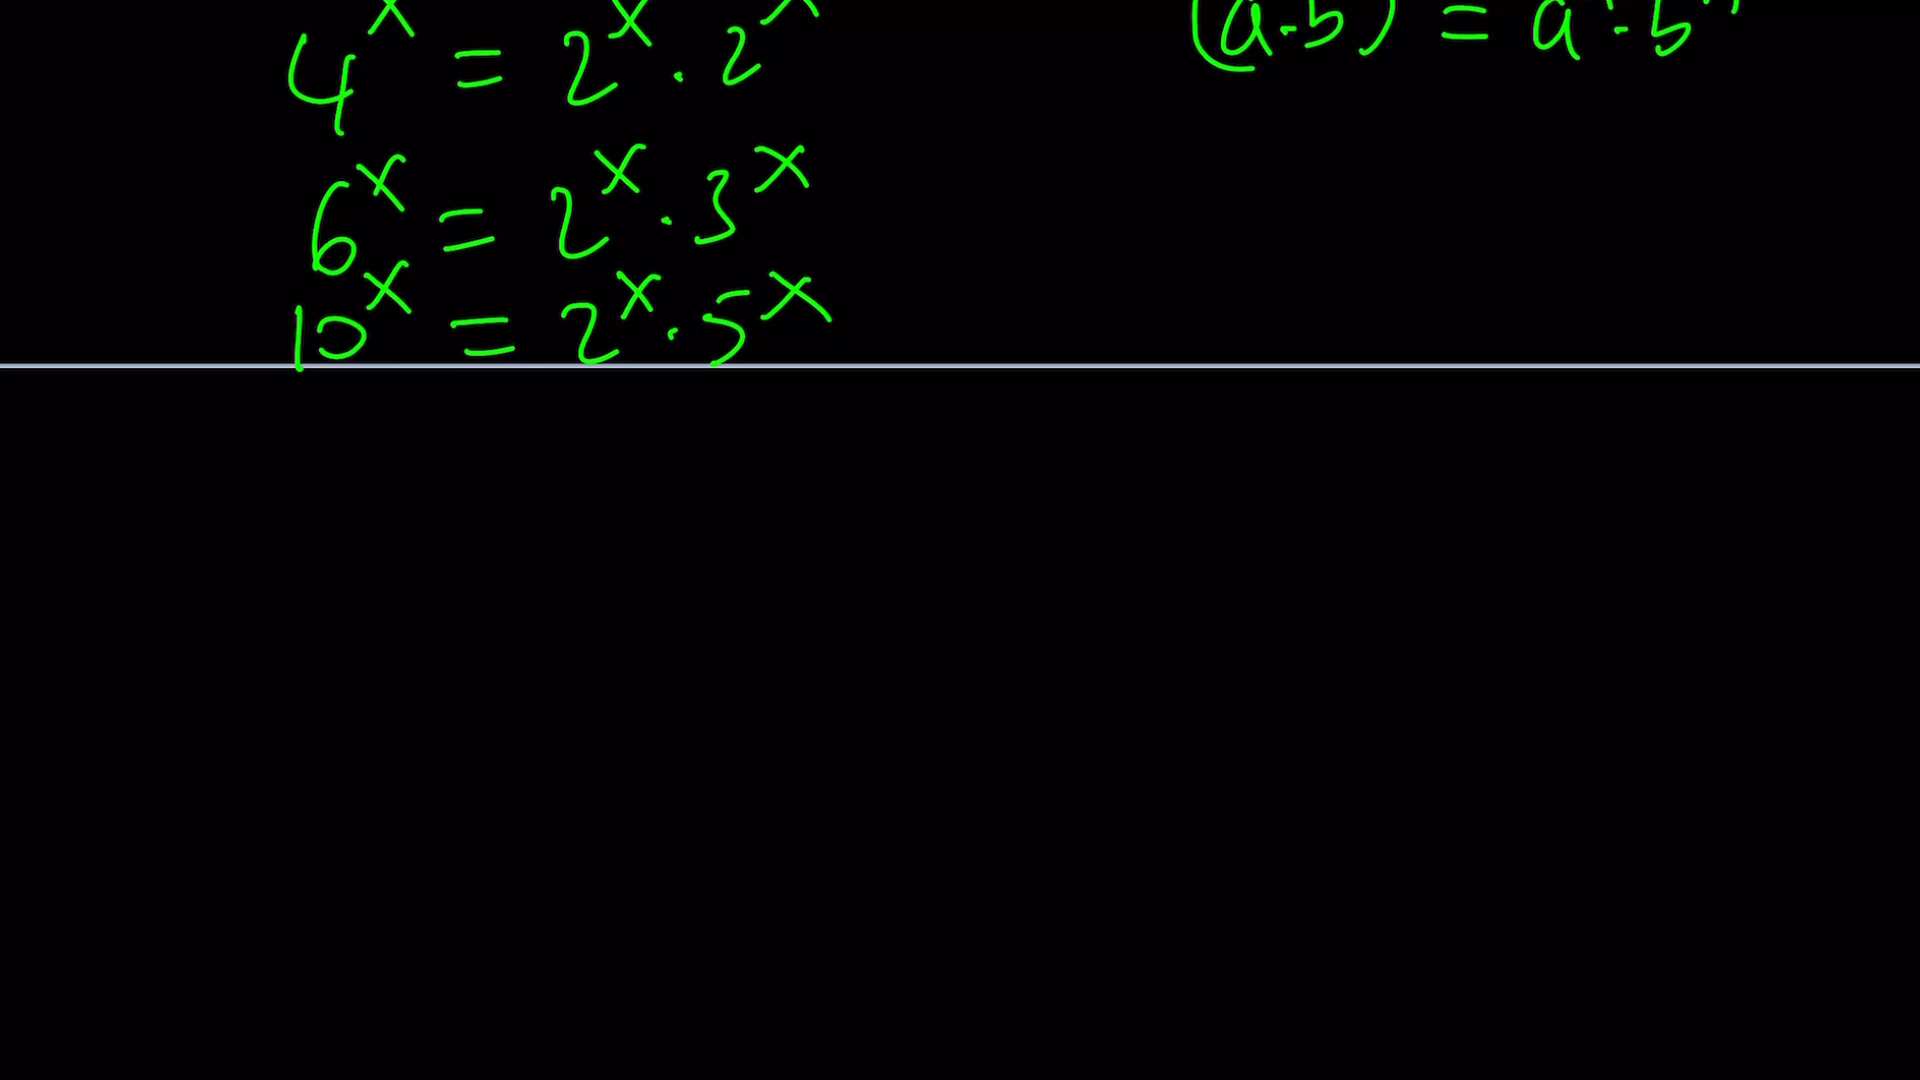 4^x = 2^x · 2^x
(a·b) = a^n · b^n
6^x = 2^x · 3^x
10^x = 2^x · 5^x